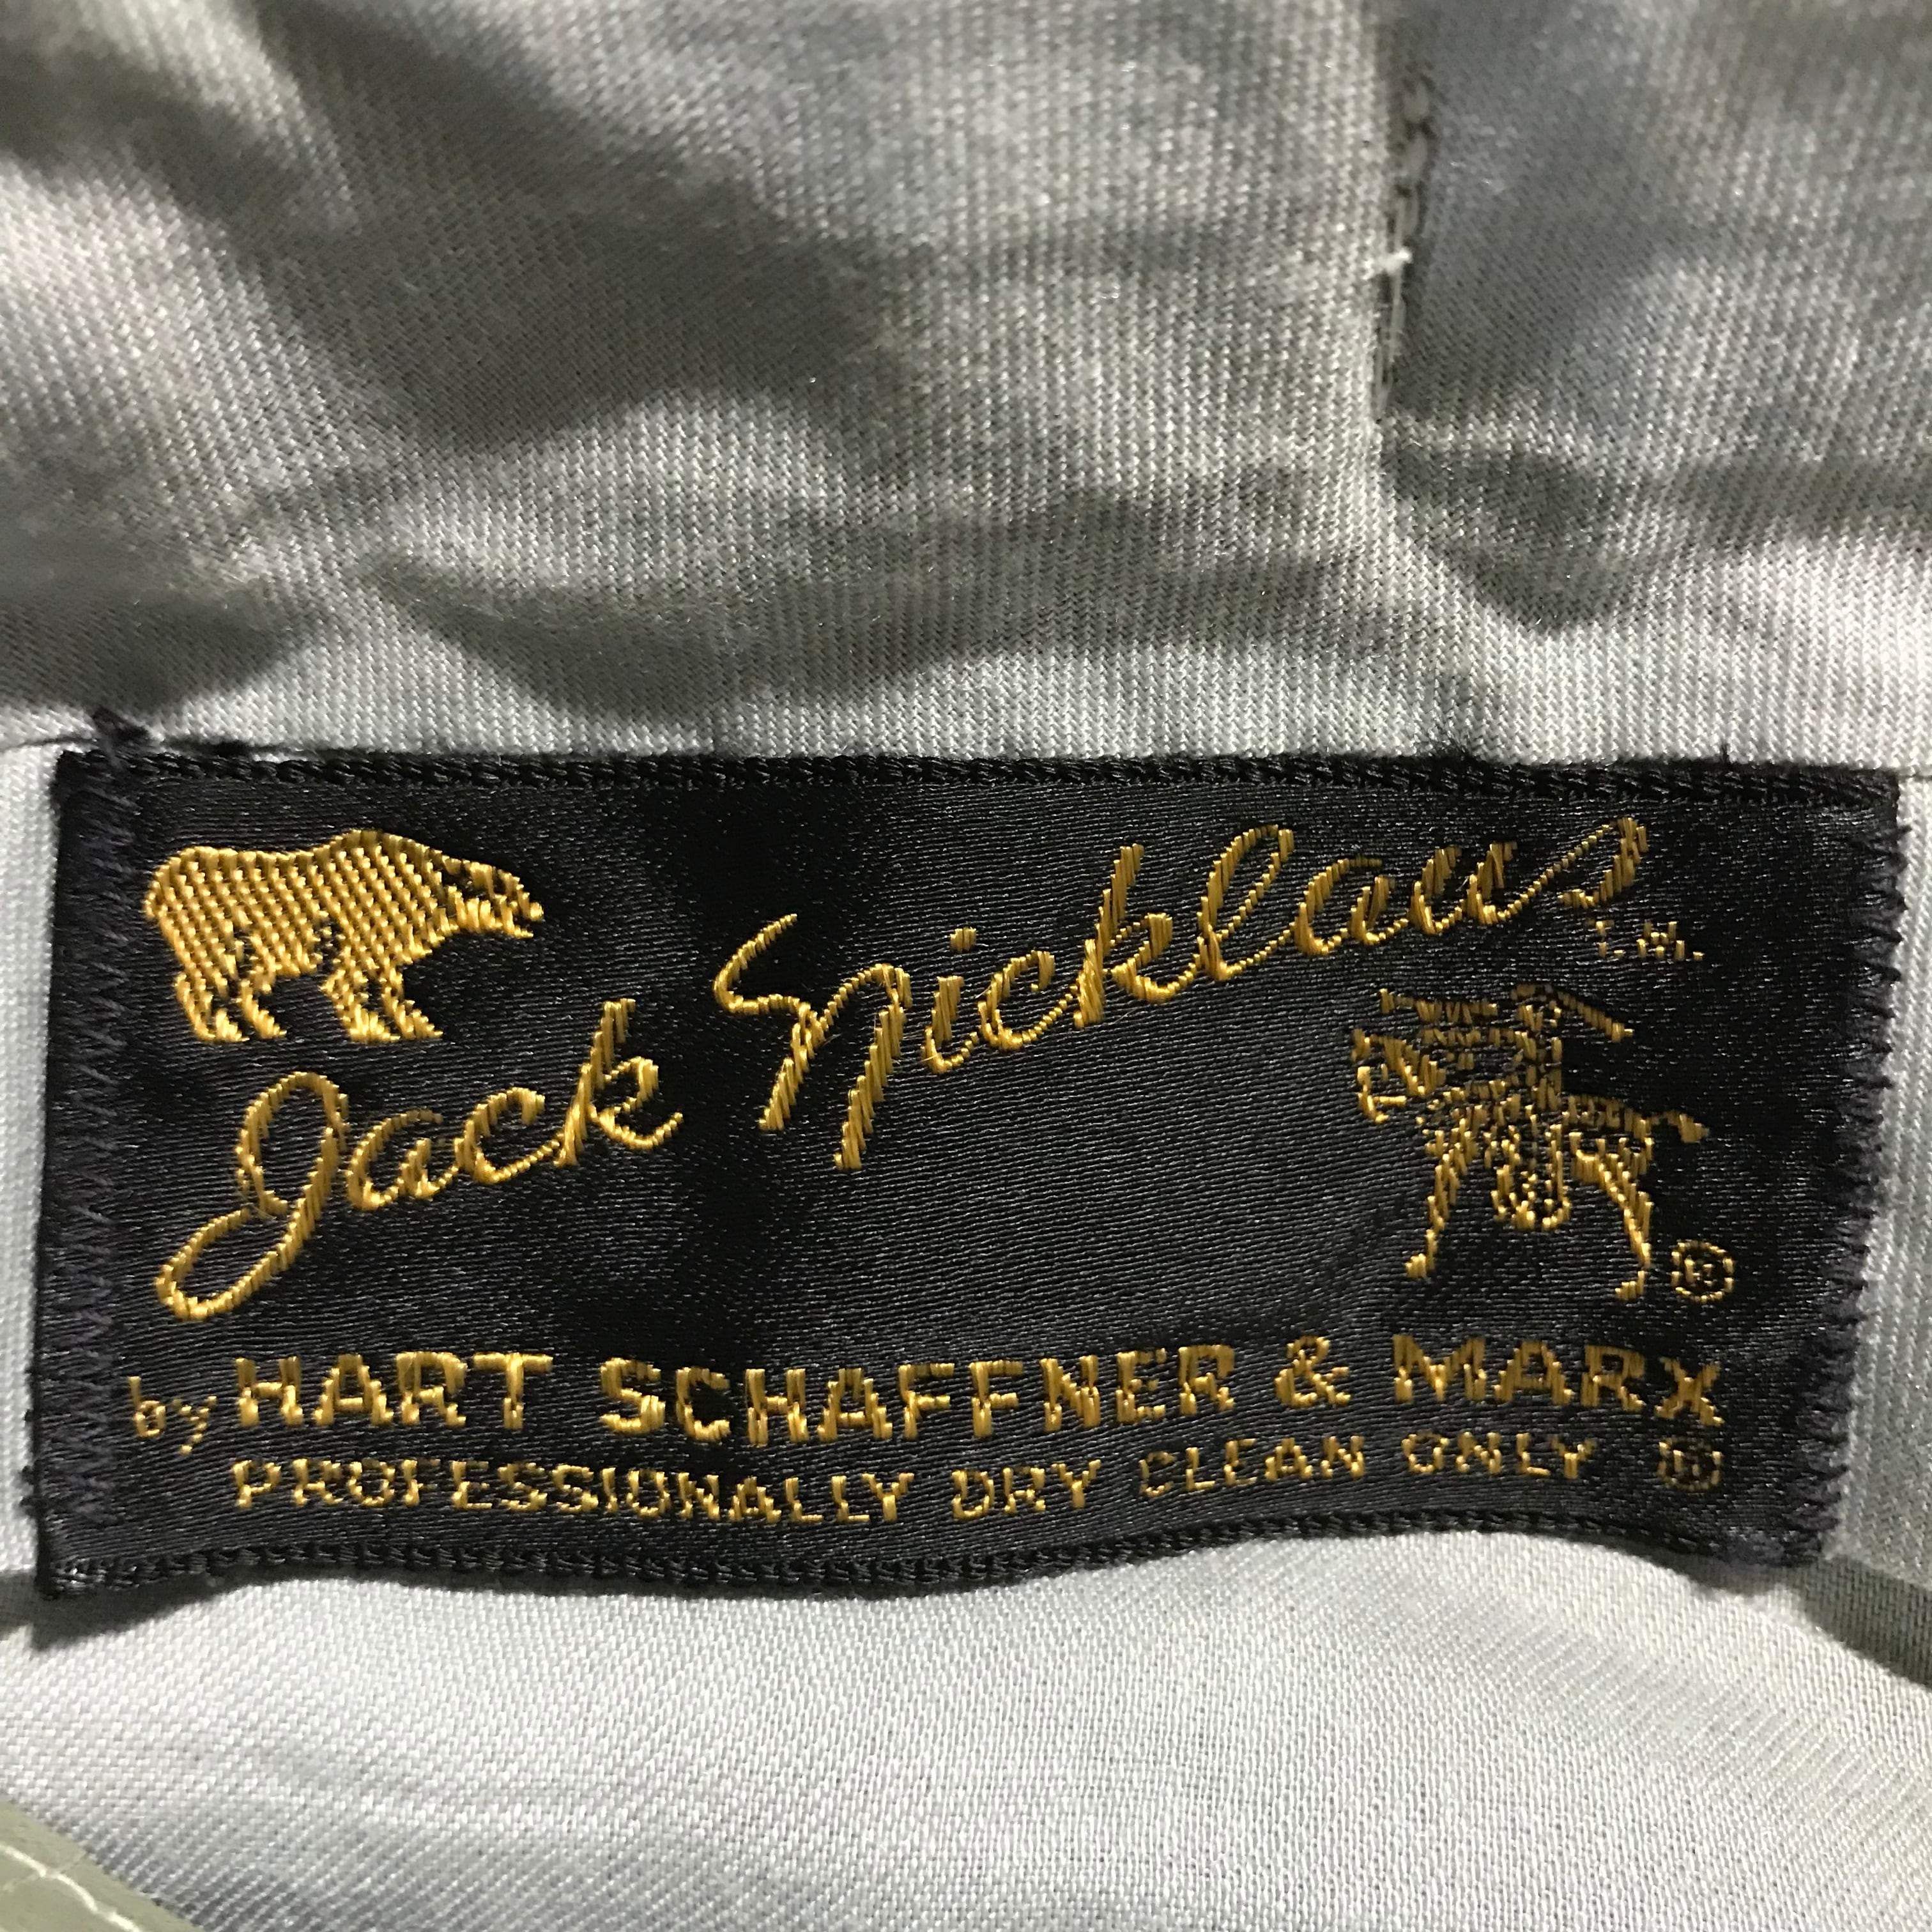 Jack Nicklaus T.M.
®
by HART SCHAFFNER & MARX
PROFESSIONALLY DRY CLEAN ONLY ®